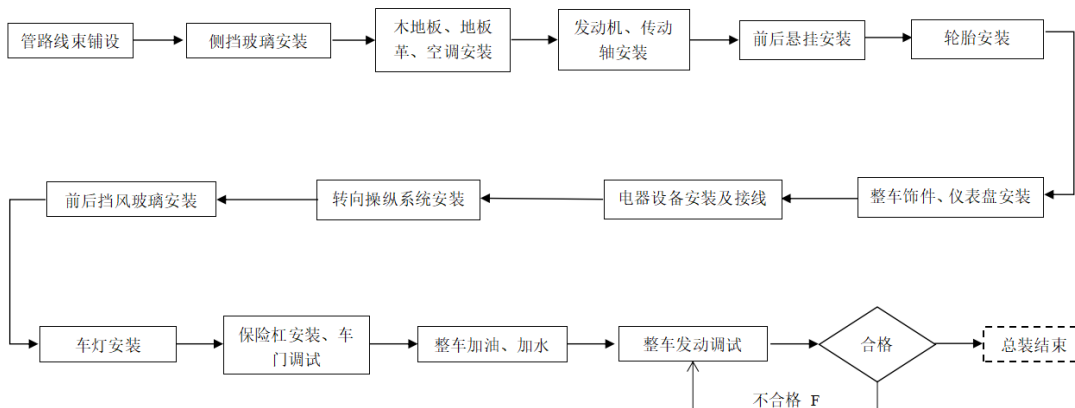 管路线束铺设
侧挡玻璃安装
木地板、地板
革、空调安装
发动机、传动
轴安装
前后悬挂安装
轮胎安装
整车饰件、仪表盘安装
电器设备安装及接线
转向操纵系统安装
前后挡风玻璃安装
车灯安装
保险杠安装、车
门调试
整车加油、加水
整车发动调试
合格
总装结束
不合格 F